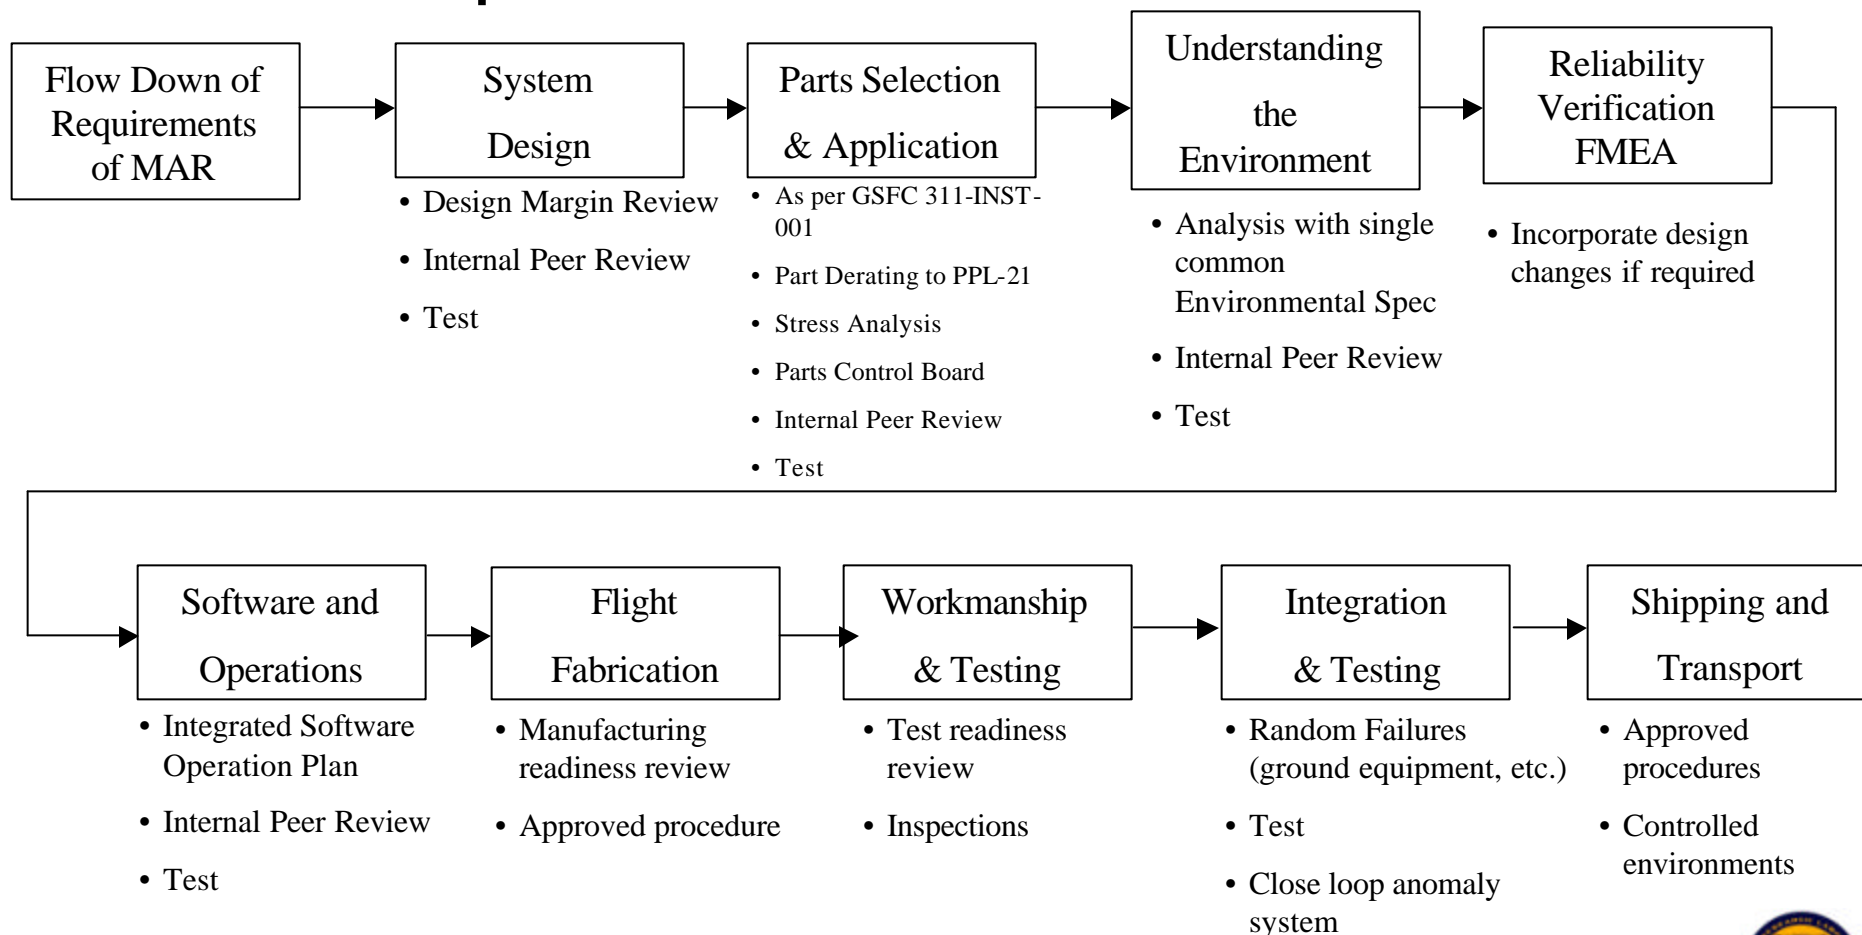 Flow Down of
Requirements
of MAR
System
Design
• Design Margin Review
• Internal Peer Review
• Test
Parts Selection
& Application
• As per GSFC 311-INST-
001
• Part Derating to PPL-21
• Stress Analysis
• Parts Control Board
• Internal Peer Review
• Test
Understanding
the
Environment
• Analysis with single
common
Environmental Spec
• Internal Peer Review
• Test
Reliability
Verification
FMEA
• Incorporate design
changes if required
Software and
Operations
• Integrated Software
Operation Plan
• Internal Peer Review
• Test
Flight
Fabrication
• Manufacturing
readiness review
• Approved procedure
Workmanship
& Testing
• Test readiness
review
• Inspections
Integration
& Testing
• Random Failures
(ground equipment, etc.)
• Test
• Close loop anomaly
system
Shipping and
Transport
• Approved
procedures
• Controlled
environments